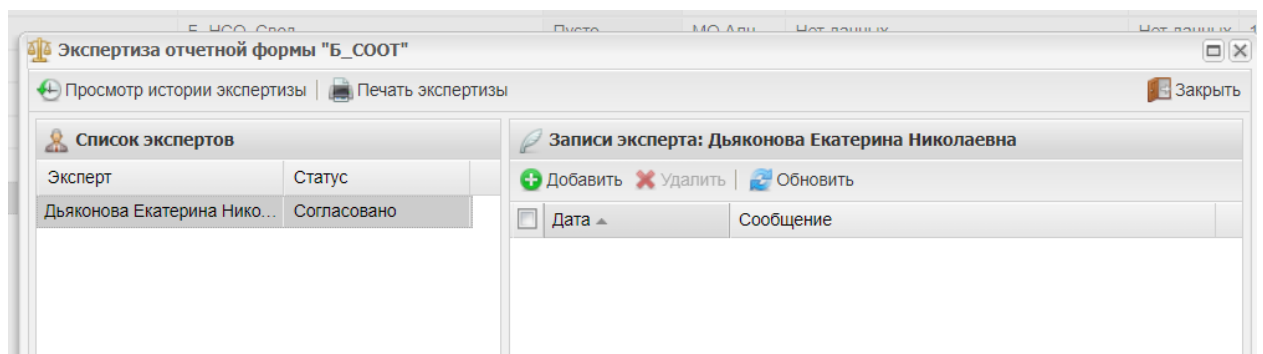 Экспертиза отчетной формы "Б_СООТ"
Просмотр истории экспертизы Печать экспертизы Закрыть
Список экспертов
Эксперт Статус
Дьяконова Екатерина Нико... Согласовано
Записи эксперта: Дьяконова Екатерина Николаевна
Добавить Удалить Обновить
Дата Сообщение